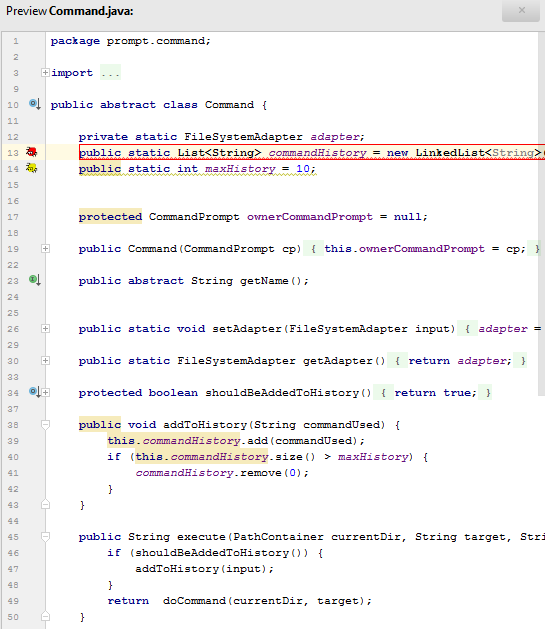 Preview Command.java:
×
1 package prompt.command;
2
3 import ...
9
10 public abstract class Command {
11
12 private static FileSystemAdapter adapter;
13 public static List<String> commandHistory = new LinkedList<String>
14 public static int maxHistory = 10;
15
16
17 protected CommandPrompt ownerCommandPrompt = null;
18
19 public Command(CommandPrompt cp) { this.ownerCommandPrompt = cp; }
22
23 public abstract String getName();
24
25
26 public static void setAdapter(FileSystemAdapter input) { adapter =
29
30 public static FileSystemAdapter getAdapter() { return adapter; }
33
34 protected boolean shouldBeAddedToHistory() { return true; }
37
38 public void addToHistory(String commandUsed) {
39 this.commandHistory.add(commandUsed);
40 if (this.commandHistory.size() > maxHistory) {
41 commandHistory.remove(0);
42 }
43 }
44
45 public String execute(PathContainer currentDir, String target, Stri
46 if (shouldBeAddedToHistory()) {
47 addToHistory(input);
48 }
49 return doCommand(currentDir, target);
50 }